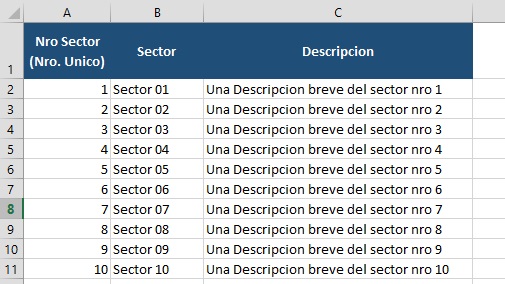 A B C
1 Nro Sector (Nro. Unico) Sector Descripcion
2 1 Sector 01 Una Descripcion breve del sector nro 1
3 2 Sector 02 Una Descripcion breve del sector nro 2
4 3 Sector 03 Una Descripcion breve del sector nro 3
5 4 Sector 04 Una Descripcion breve del sector nro 4
6 5 Sector 05 Una Descripcion breve del sector nro 5
7 6 Sector 06 Una Descripcion breve del sector nro 6
8 7 Sector 07 Una Descripcion breve del sector nro 7
9 8 Sector 08 Una Descripcion breve del sector nro 8
10 9 Sector 09 Una Descripcion breve del sector nro 9
11 10 Sector 10 Una Descripcion breve del sector nro 10